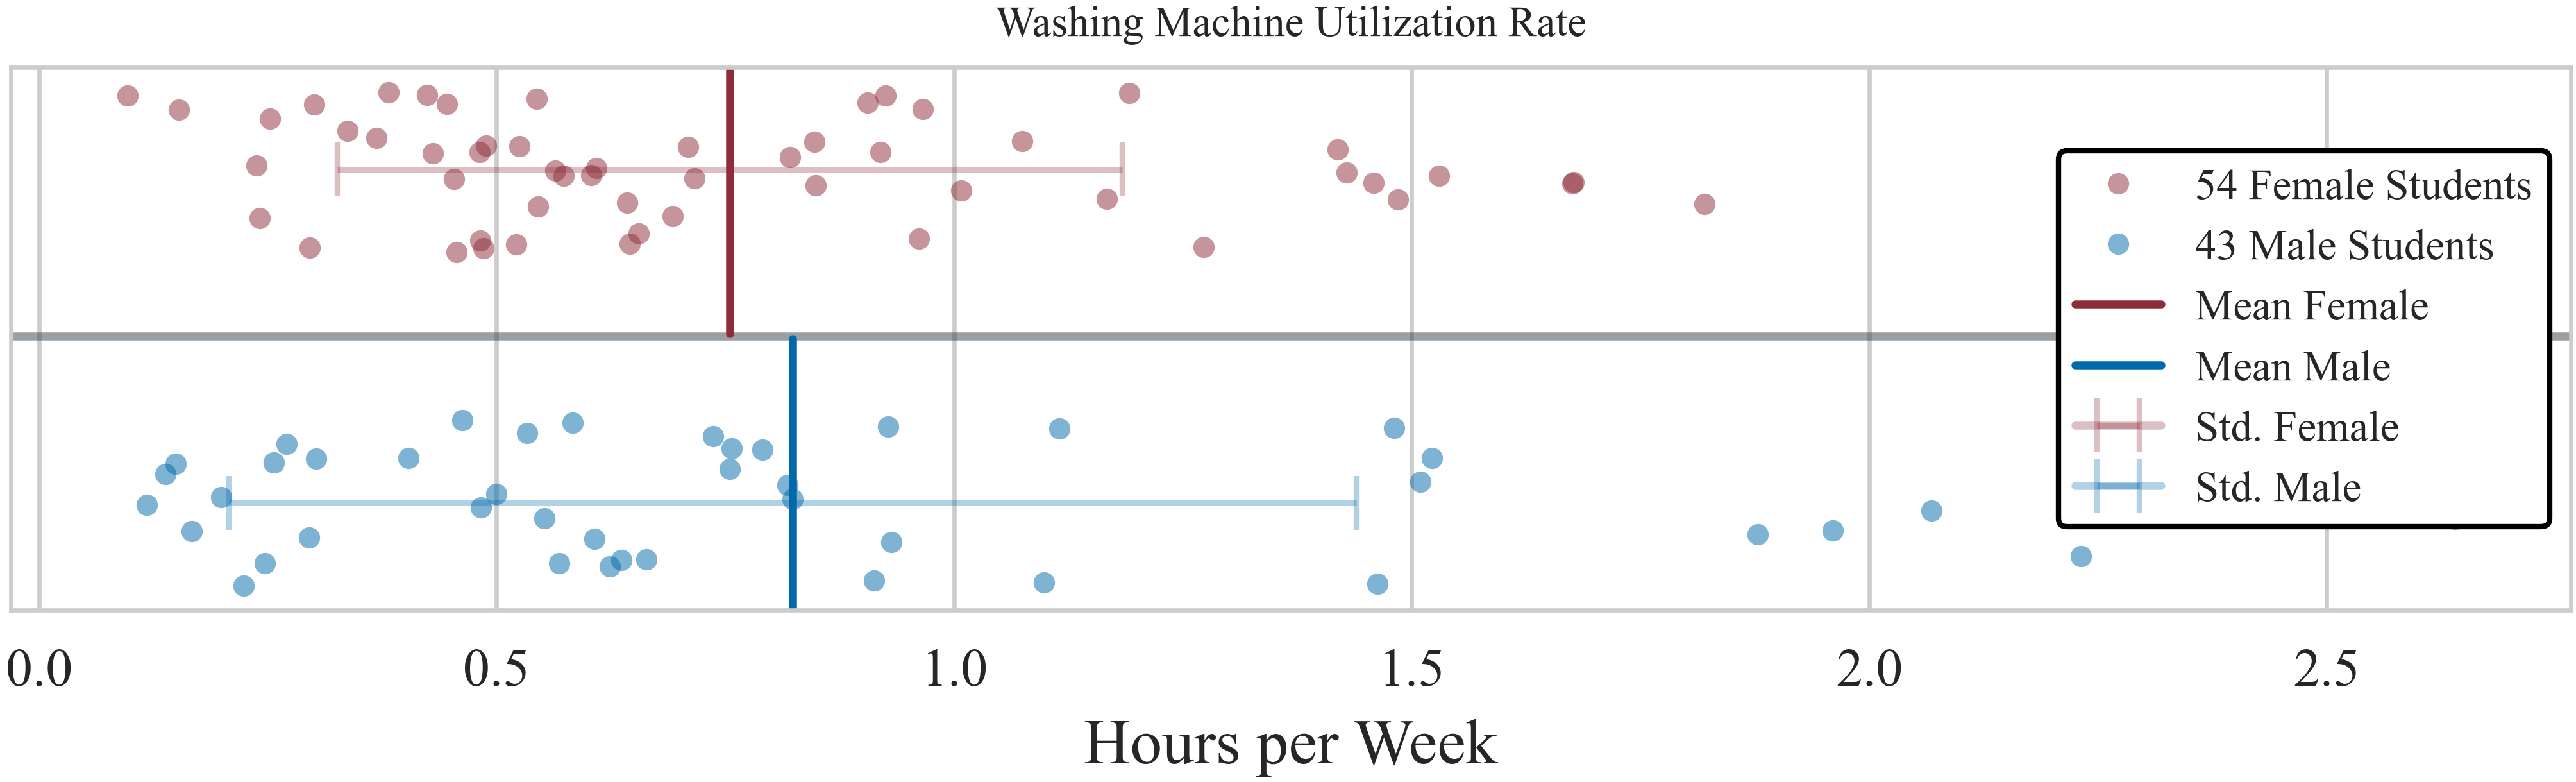 Washing Machine Utilization Rate
54 Female Students
43 Male Students
Mean Female
Mean Male
Std. Female
Std. Male
0.0 0.5 1.0 1.5 2.0 2.5
Hours per Week